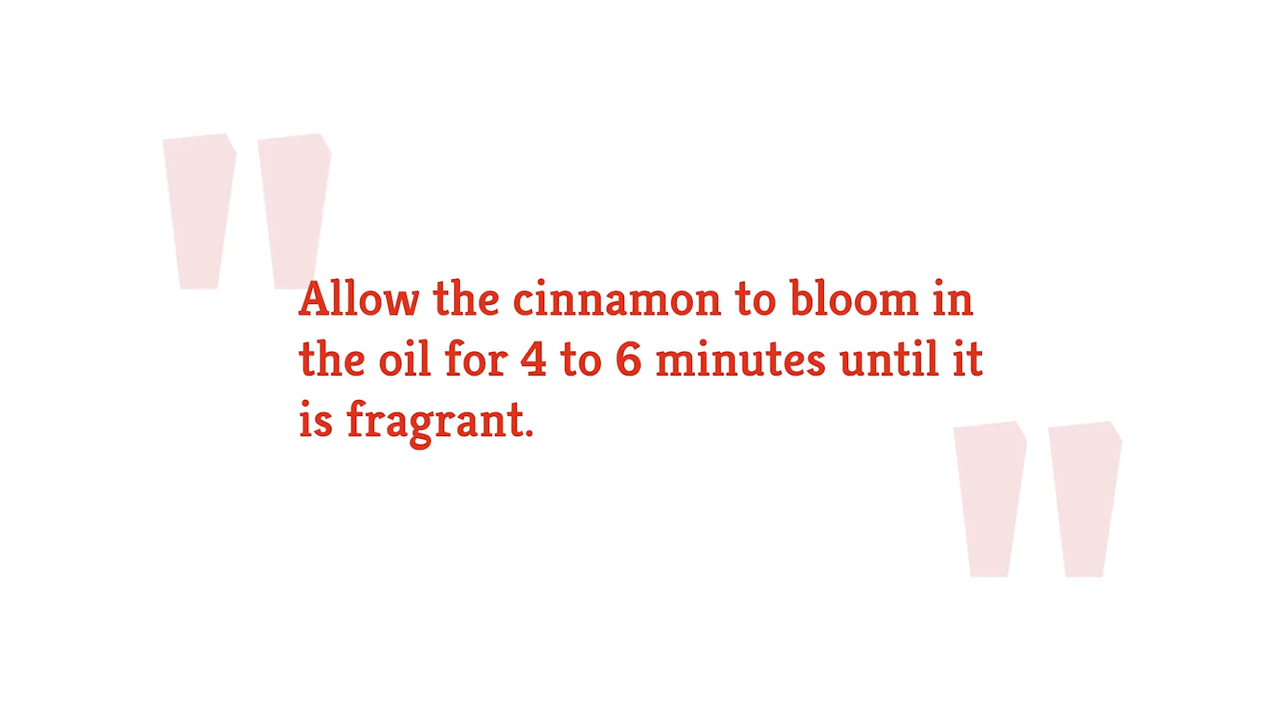 Allow the cinnamon to bloom in
the oil for 4 to 6 minutes until it
is fragrant.